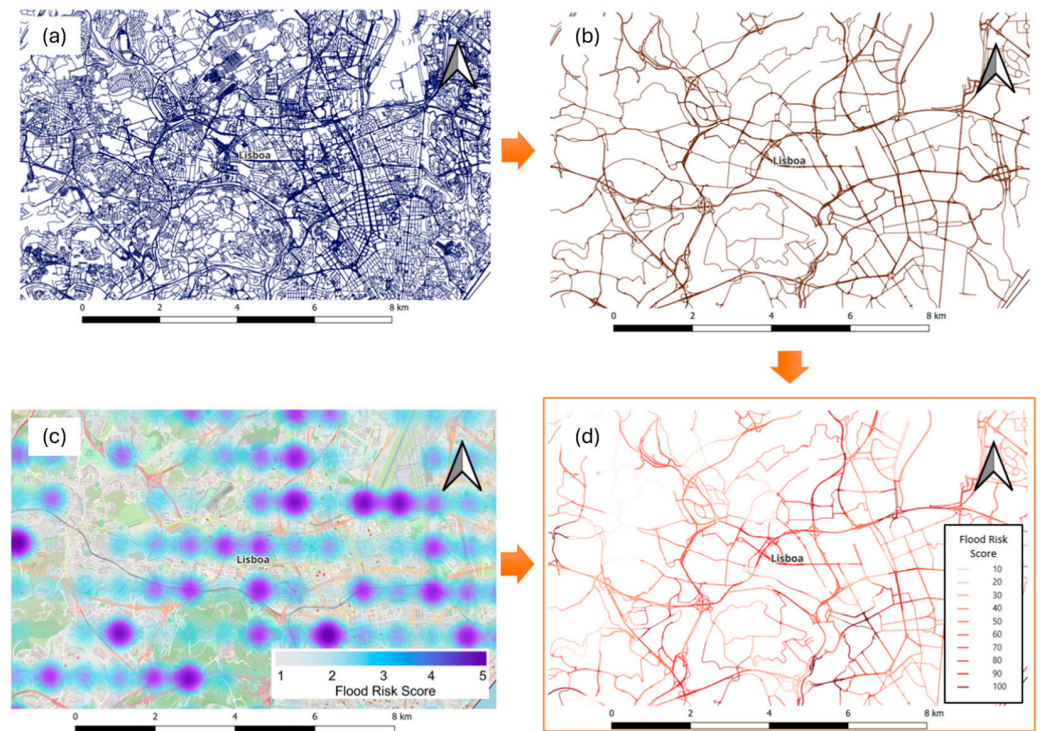 (a)
Lisboa
0 2 4 6 8 km
(b)
Lisboa
0 2 4 6 8 km
(c)
Lisboa
1 2 3 4 5
Flood Risk Score
0 2 4 6 8 km
(d)
Lisboa
Flood Risk
Score
10
20
30
40
50
60
70
80
90
100
0 2 4 6 8 km